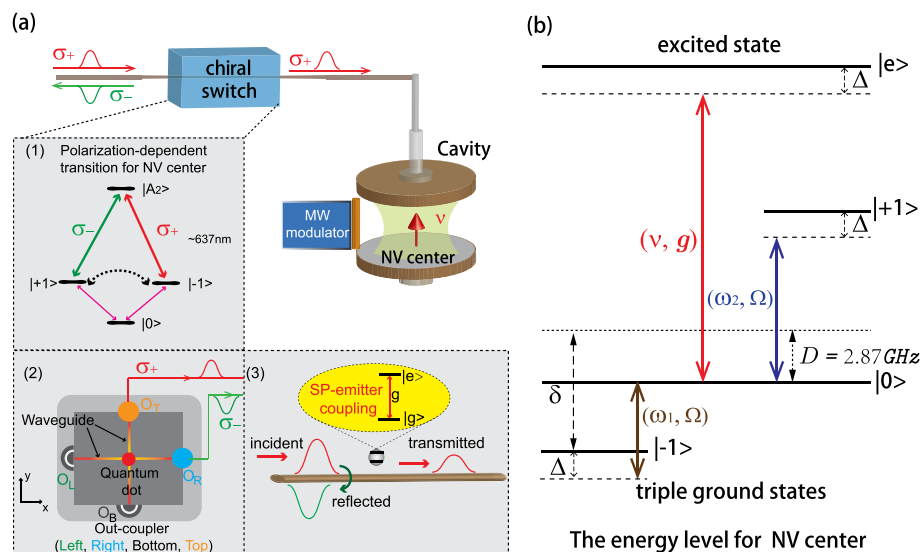 (a)
σ+
σ−
chiral
switch
σ+
Cavity
MW
modulator
ν
NV center
(1)
Polarization-dependent
transition for NV center
|A2>
σ−
σ+
~637nm
|+1>
|-1>
|0>
(2)
σ+
OT
σ−
Waveguide
OL
Quantum
dot
OR
OB
y
x
Out-coupler
(Left, Right, Bottom, Top)
(3)
SP-emitter
coupling
|e>
g
|g>
incident
transmitted
reflected
(b)
excited state
|e>
Δ
|+1>
Δ
(ν, g)
(ω2, Ω)
D = 2.87GHz
|0>
δ
(ω1, Ω)
|-1>
Δ
triple ground states
The energy level for NV center